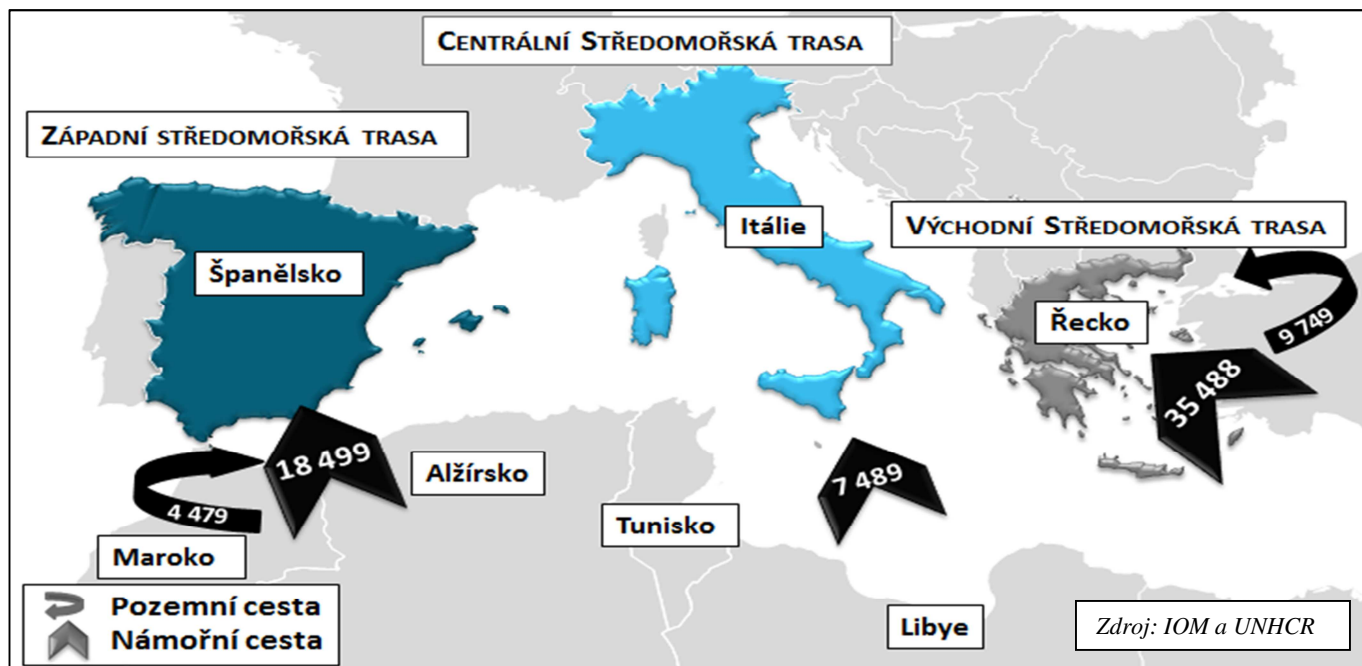 CENTRÁLNÍ STŘEDOMOŘSKÁ TRASA
ZÁPADNÍ STŘEDOMOŘSKÁ TRASA
VÝCHODNÍ STŘEDOMOŘSKÁ TRASA
Itálie
Španělsko
Řecko
9 749
35 488
18 499
Alžírsko
7 489
4 479
Tunisko
Maroko
Pozemní cesta
Námořní cesta
Libye
Zdroj: IOM a UNHCR